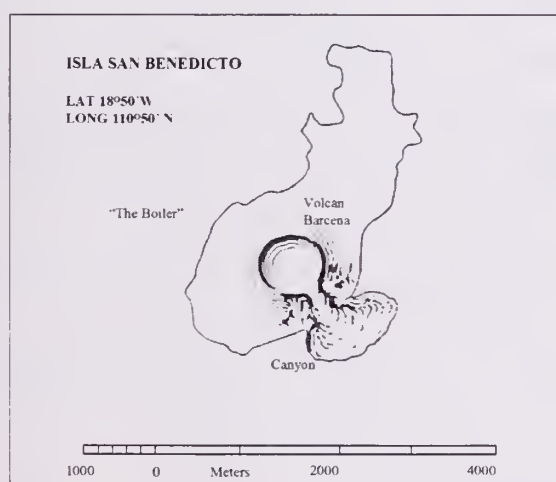 ISLA SAN BENEDICTO
LAT 18º50´W
LONG 110º50´ N
"The Boiler"
Volcan
Barcena
Canyon
1000 0 Meters 2000 4000